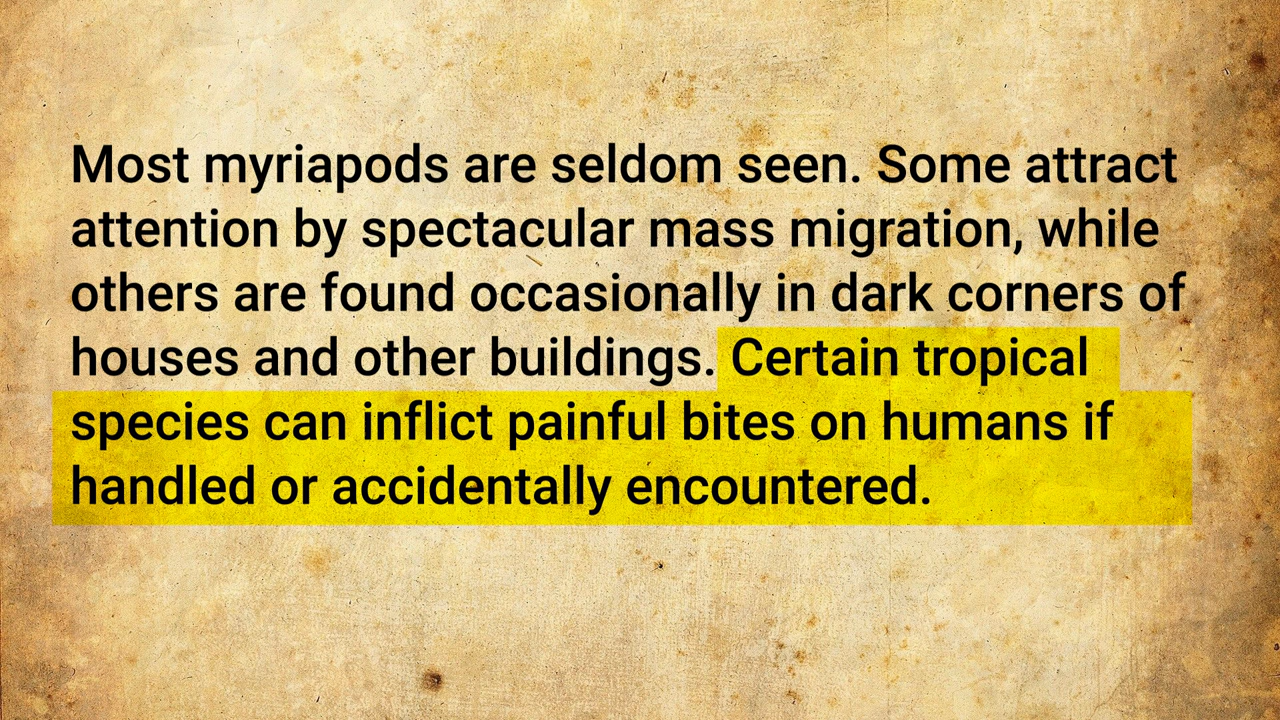 Most myriapods are seldom seen. Some attract
attention by spectacular mass migration, while
others are found occasionally in dark corners of
houses and other buildings. Certain tropical
species can inflict painful bites on humans if
handled or accidentally encountered.